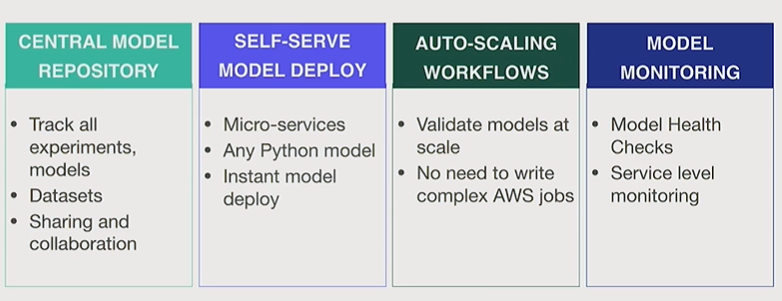 CENTRAL MODEL
REPOSITORY
• Track all
experiments,
models
• Datasets
• Sharing and
collaboration
SELF-SERVE
MODEL DEPLOY
• Micro-services
• Any Python model
• Instant model
deploy
AUTO-SCALING
WORKFLOWS
• Validate models at
scale
• No need to write
complex AWS jobs
MODEL
MONITORING
• Model Health
Checks
• Service level
monitoring